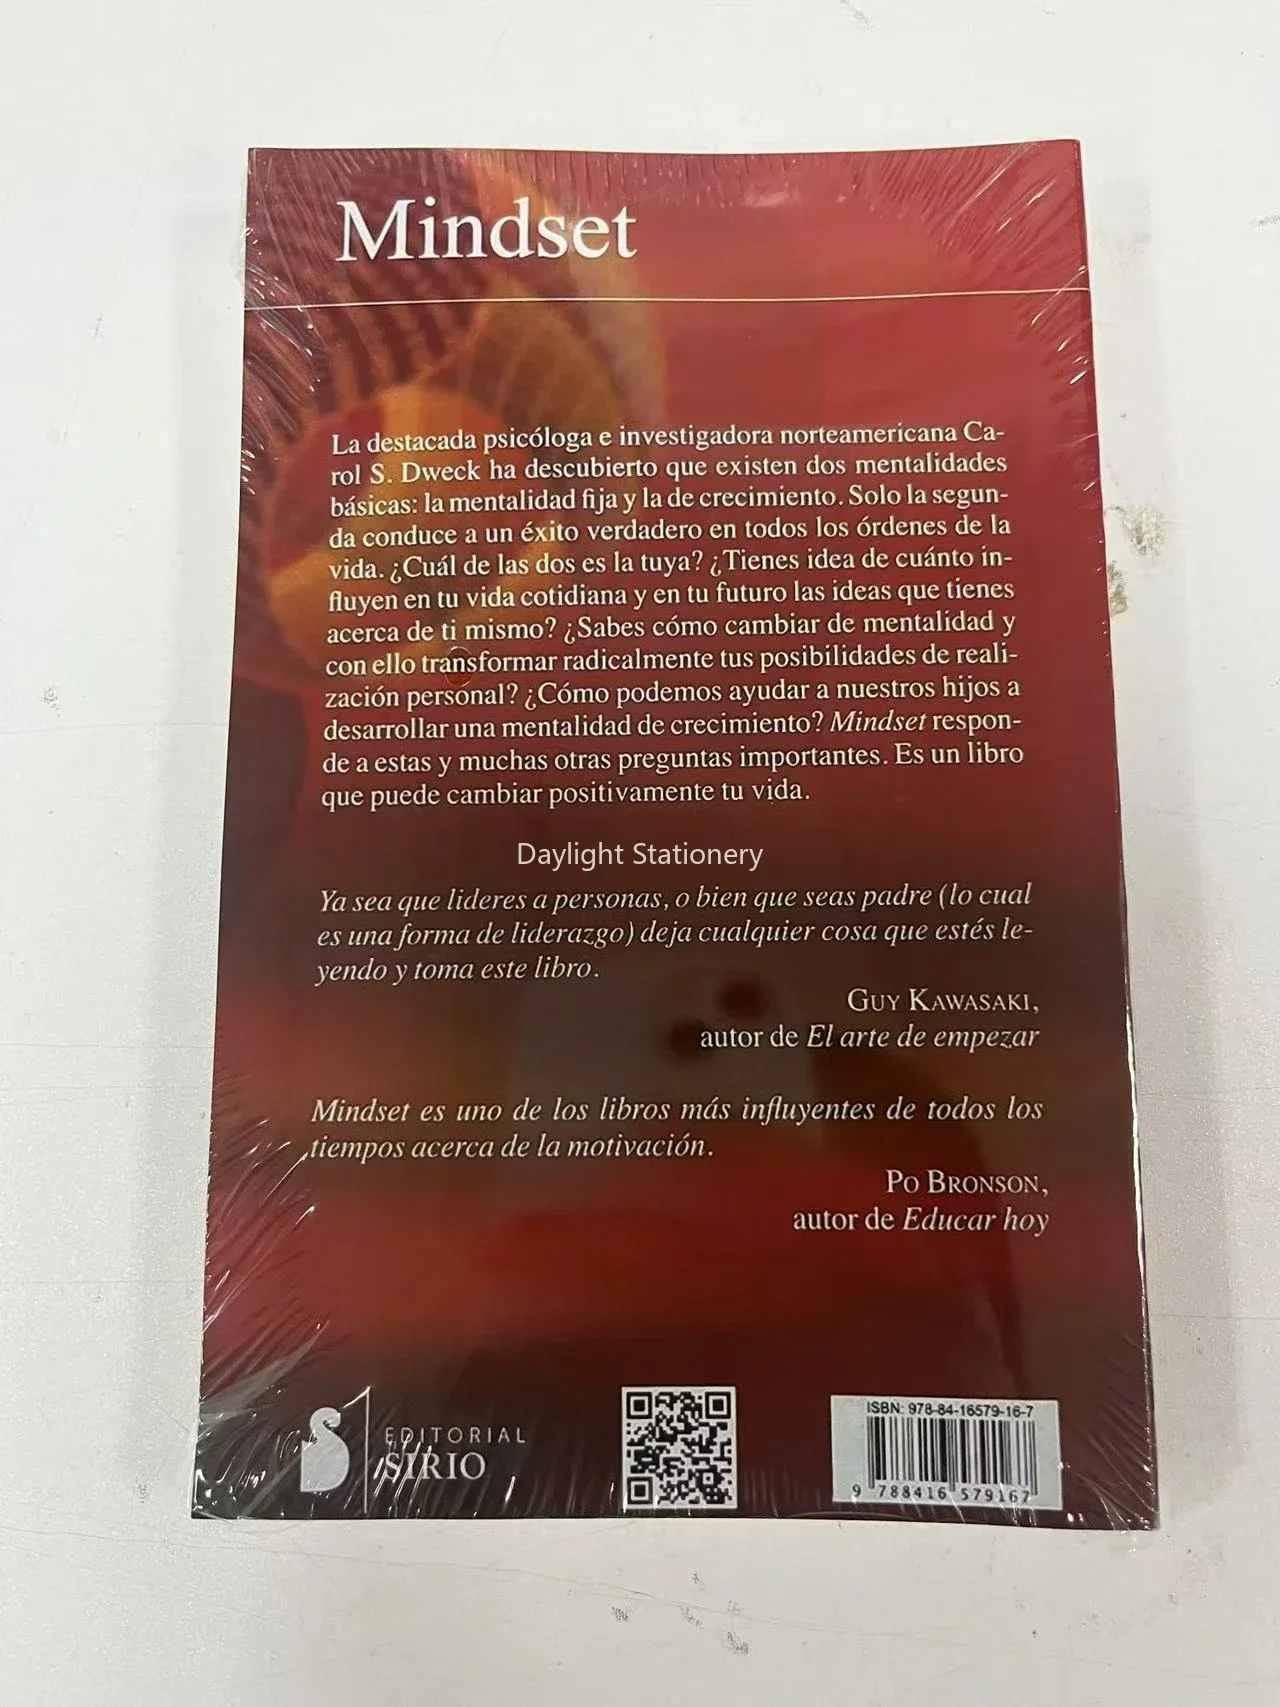 Mindset
La destacada psicóloga e investigadora norteamericana Ca-
rol S. Dweck ha descubierto que existen dos mentalidades
básicas: la mentalidad fija y la de crecimiento. Solo la segun-
da conduce a un éxito verdadero en todos los órdenes de la
vida. ¿Cuál de las dos es la tuya? ¿Tienes idea de cuánto in-
fluyen en tu vida cotidiana y en tu futuro las ideas que tienes
acerca de ti mismo? ¿Sabes cómo cambiar de mentalidad y
con ello transformar radicalmente tus posibilidades de reali-
zación personal? ¿Cómo podemos ayudar a nuestros hijos a
desarrollar una mentalidad de crecimiento? Mindset respon-
de a estas y muchas otras preguntas importantes. Es un libro
que puede cambiar positivamente tu vida.
Daylight Stationery
Ya sea que lideres a personas, o bien que seas padre (lo cual
es una forma de liderazgo) deja cualquier cosa que estés le-
yendo y toma este libro.
GUY KAWASAKI,
autor de El arte de empezar
Mindset es uno de los libros más influyentes de todos los
tiempos acerca de la motivación.
PO BRONSON,
autor de Educar hoy
EDITORIAL
SIRIO
ISBN: 978-84-16579-16-7
9 788416 579167